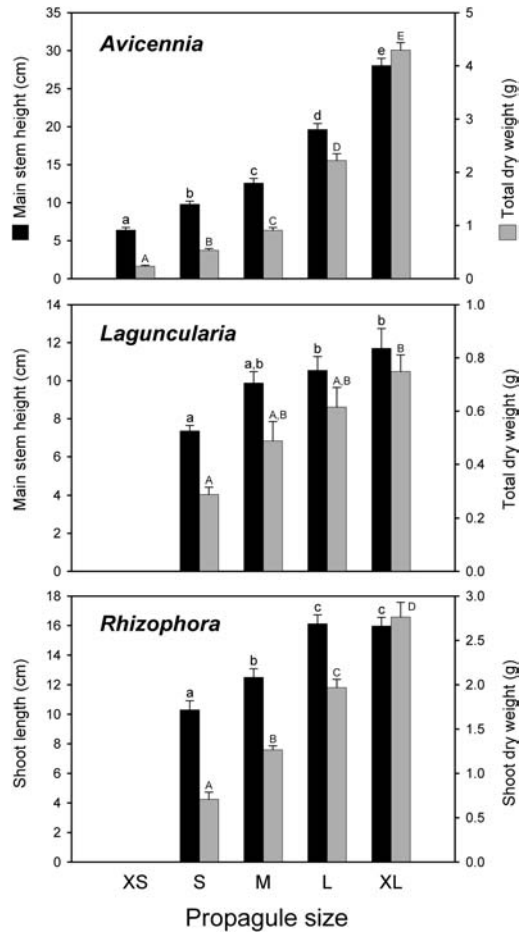 Avicennia
Main stem height (cm)
35
30
25
20
15
10
5
0
a
b
c
d
e
A
B
C
D
E
5
4
3
2
1
0
Total dry weight (g)
Laguncularia
Main stem height (cm)
14
12
10
8
6
4
2
0
a
a,b
b
b
A
A,B
A,B
B
1.0
0.8
0.6
0.4
0.2
0.0
Total dry weight (g)
Rhizophora
Shoot length (cm)
18
16
14
12
10
8
6
4
2
0
a
b
c
c
A
B
C
D
3.0
2.5
2.0
1.5
1.0
0.5
0.0
Shoot dry weight (g)
XS S M L XL
Propagule size